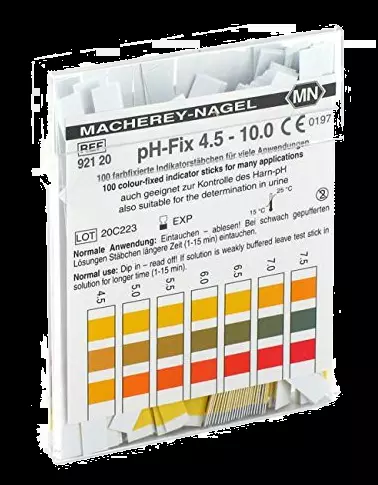 MACHEREY-NAGEL
MN
REF
92120
pH-Fix 4.5 - 10.0 CE 0197
100 farbfixierte Indikatorstäbchen für viele Anwendungen
100 colour-fixed indicator sticks for many applications
auch geeignet zur Kontrolle des Harn-pH
also suitable for the determination in urine
15 °C
25 °C
EXP
LOT 20C223
Normale Anwendung: Eintauchen – ablesen! Bei schwach gepufferten
Lösungen Stäbchen längere Zeit (1-15 min) eintauchen.
Normal use: Dip in – read off! If solution is weakly buffered leave test stick in
solution for longer time (1-15 min).
4.5
5.0
5.5
6.0
6.5
7.0
7.5